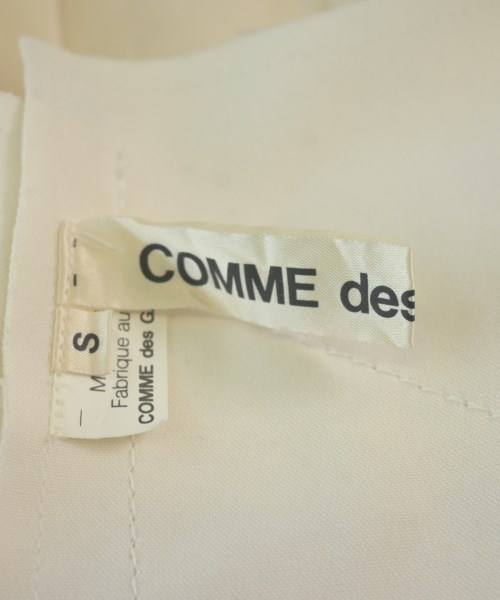 COMME des
S
M
Fabrique au
COMME des G